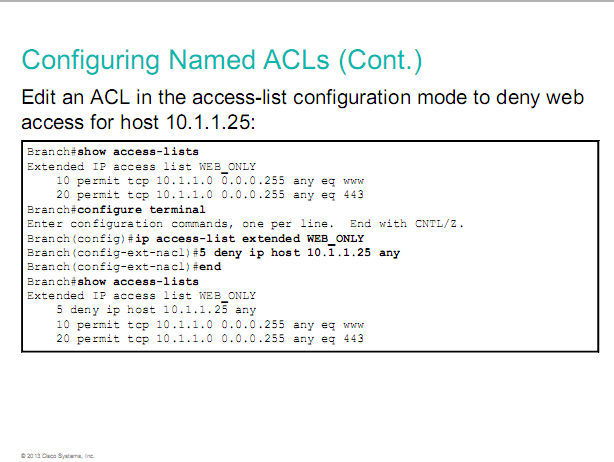 Configuring Named ACLs (Cont.)
Edit an ACL in the access-list configuration mode to deny web
access for host 10.1.1.25:
Branch#show access-lists
Extended IP access list WEB_ONLY
    10 permit tcp 10.1.1.0 0.0.0.255 any eq www
    20 permit tcp 10.1.1.0 0.0.0.255 any eq 443
Branch#configure terminal
Enter configuration commands, one per line.  End with CNTL/Z.
Branch(config)#ip access-list extended WEB_ONLY
Branch(config-ext-nacl)#5 deny ip host 10.1.1.25 any
Branch(config-ext-nacl)#end
Branch#show access-lists
Extended IP access list WEB_ONLY
    5 deny ip host 10.1.1.25 any
    10 permit tcp 10.1.1.0 0.0.0.255 any eq www
    20 permit tcp 10.1.1.0 0.0.0.255 any eq 443
© 2013 Cisco Systems, Inc.